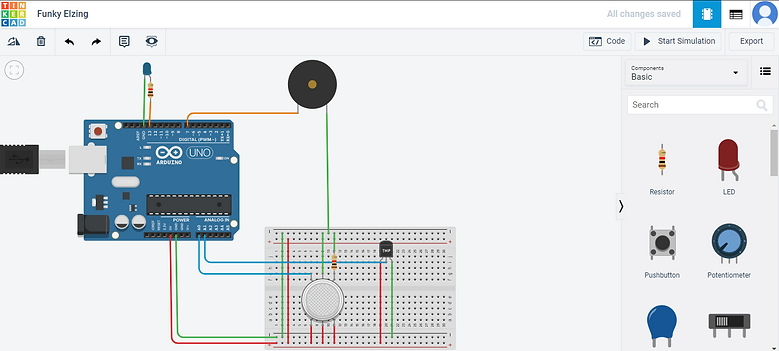 TIN
KER
CAD
Funky Elzing
All changes saved
Code
Start Simulation
Export
Components
Basic
Search
Resistor
LED
Pushbutton
Potentiometer
DIGITAL (PWM~)
UNO
ARDUINO
POWER
ANALOG IN
TMP